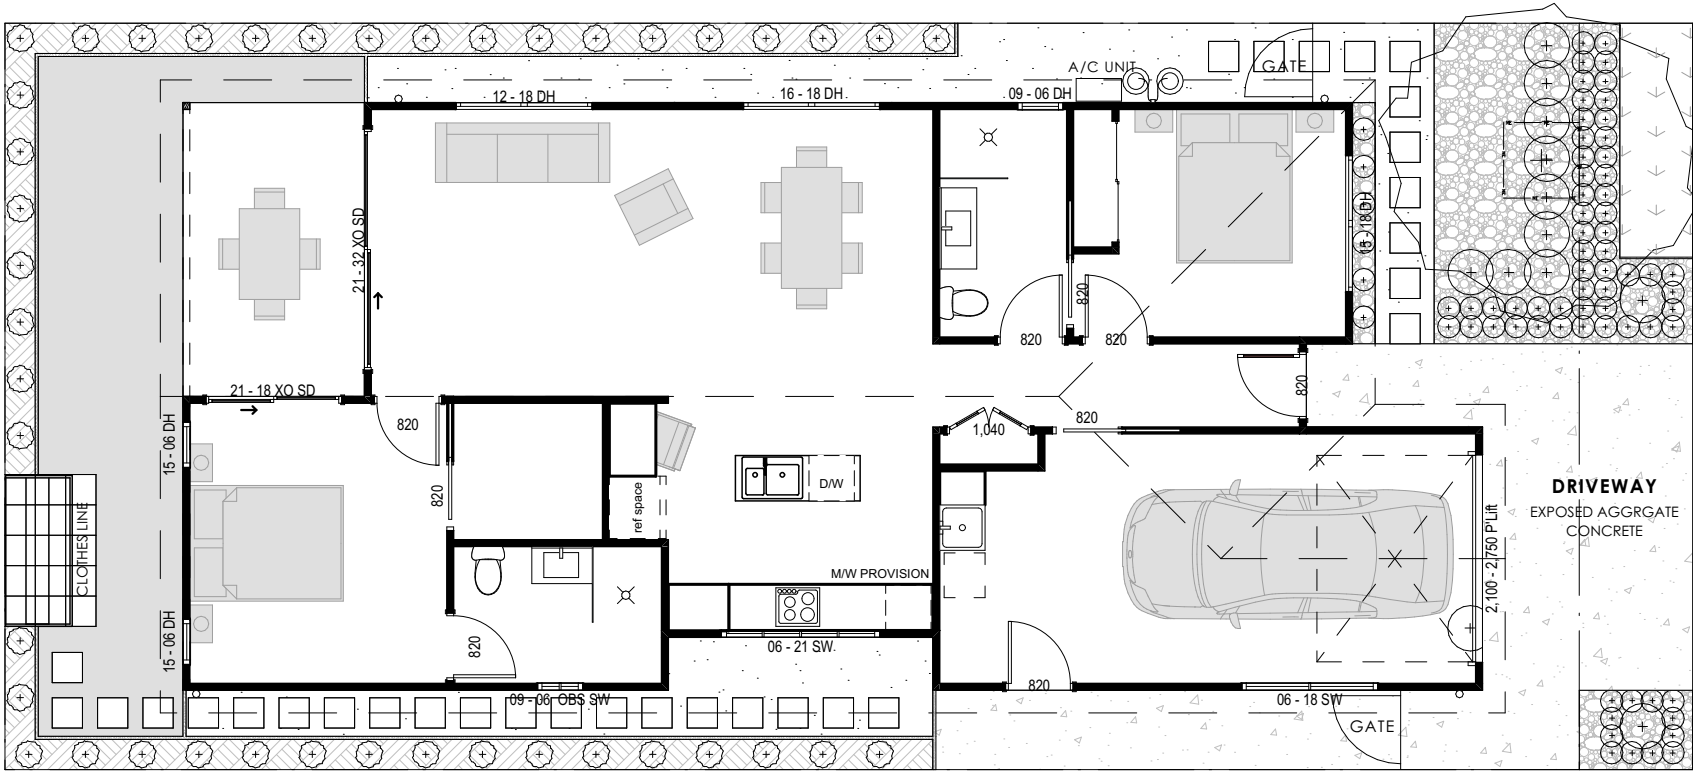 A/C UNIT
GATE
12 - 18 DH
16 - 18 DH
09 - 06 DH
21 - 32 XO SD
15 - 18 DH
820
820
820
21 - 18 XO SD
820
820
820
1,040
15 - 06 DH
820
ref space
D/W
CLOTHES LINE
DRIVEWAY
EXPOSED AGGRGATE
CONCRETE
2,100 - 2,750 P'Lift
M/W PROVISION
15 - 06 DH
820
06 - 21 SW
820
09 - 06 OBS SW
06 - 18 SW
GATE